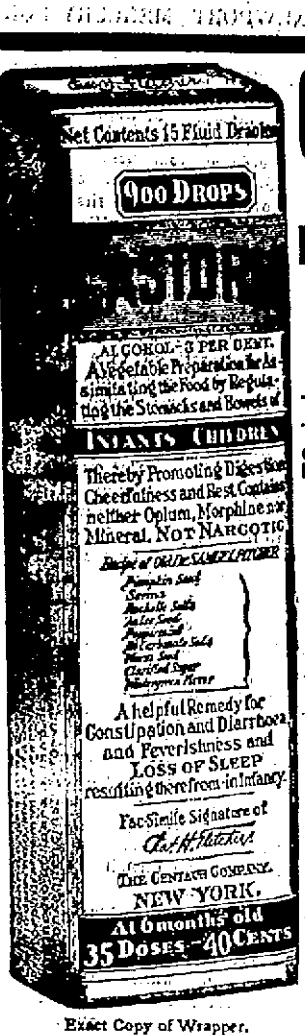 Net Contents 15 Fluid Drachms
900 DROPS
ALCOHOL-3 PER CENT.
A Vegetable Preparation for As-
similating the Food by Regula-
ting the Stomachs and Bowels of
INFANTS CHILDREN
Thereby Promoting Digestion
Cheerfulness and Rest. Contains
neither Opium, Morphine nor
Mineral. NOT NARCOTIC
Recipe of OLD Dr. SAMUEL PITCHER
Pumpkin Seed
Senna
Rochelle Salts
Anise Seed
Peppermint
Bi Carbonate Soda
Worm Seed
Clarified Sugar
Wintergreen Flavor
A helpful Remedy for
Constipation and Diarrhoea,
and Feverishness and
LOSS OF SLEEP
resulting therefrom-in Infancy.
Fac-Simile Signature of
Chas H. Fletcher
THE CENTAUR COMPANY,
NEW YORK.
At 6 months old
35 DOSES-40 CENTS
Exact Copy of Wrapper.